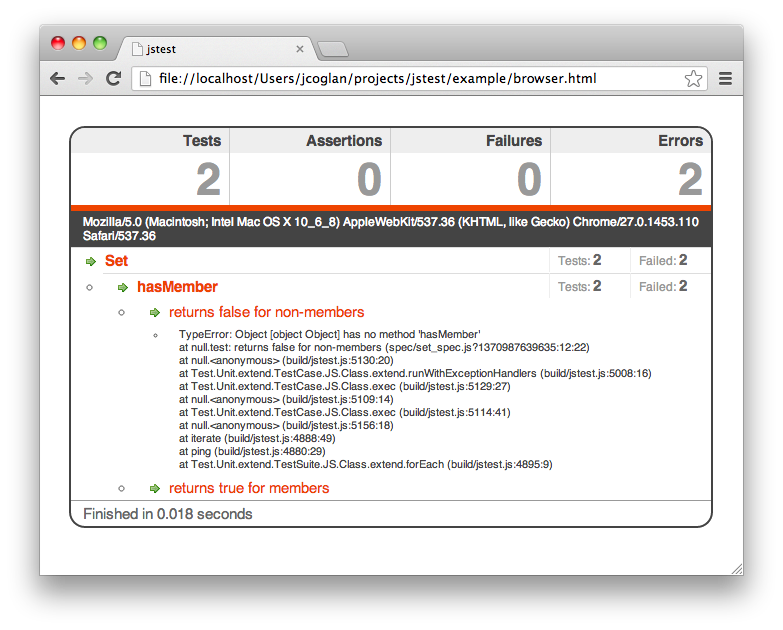 jstest
file://localhost/Users/jcoglan/projects/jstest/example/browser.html
Tests Assertions Failures Errors
2 0 0 2
Mozilla/5.0 (Macintosh; Intel Mac OS X 10_6_8) AppleWebKit/537.36 (KHTML, like Gecko) Chrome/27.0.1453.110
Safari/537.36
Set Tests: 2 Failed: 2
hasMember Tests: 2 Failed: 2
returns false for non-members
TypeError: Object [object Object] has no method 'hasMember'
at null.test: returns false for non-members (spec/set_spec.js?1370987639635:12:22)
at null.<anonymous> (build/jstest.js:5130:20)
at Test.Unit.extend.TestCase.JS.Class.extend.runWithExceptionHandlers (build/jstest.js:5008:16)
at Test.Unit.extend.TestCase.JS.Class.exec (build/jstest.js:5129:27)
at null.<anonymous> (build/jstest.js:5109:14)
at Test.Unit.extend.TestCase.JS.Class.exec (build/jstest.js:5114:41)
at null.<anonymous> (build/jstest.js:5156:18)
at iterate (build/jstest.js:4888:49)
at ping (build/jstest.js:4880:29)
at Test.Unit.extend.TestSuite.JS.Class.extend.forEach (build/jstest.js:4895:9)
returns true for members
Finished in 0.018 seconds